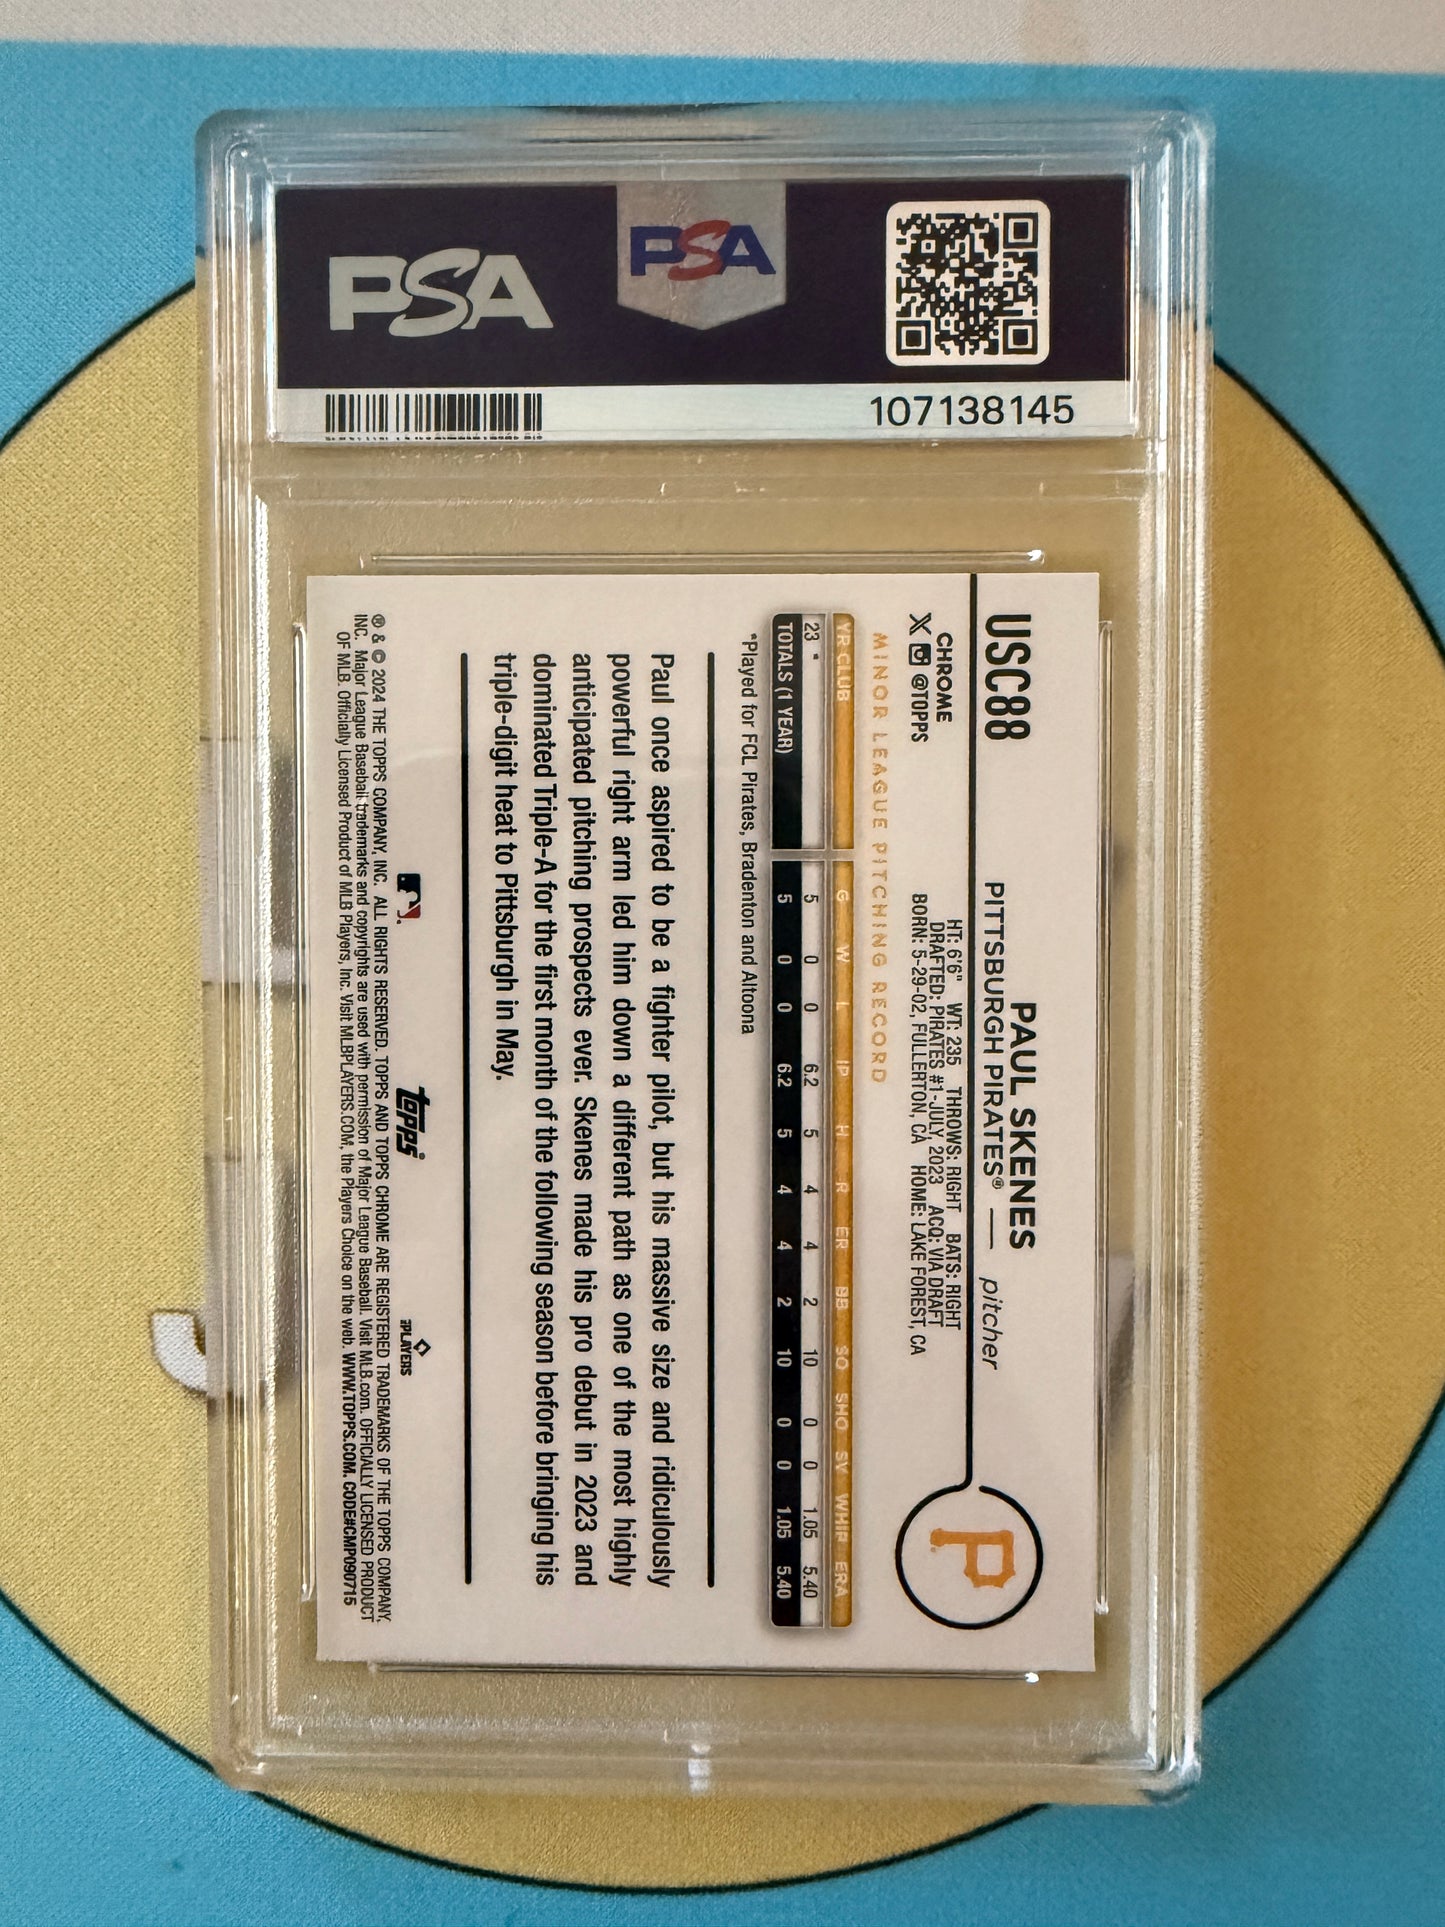 PSA
PSA
107138145
USC88
PAUL SKENES
PITTSBURGH PIRATES® — pitcher
CHROME
X @TOPPS
HT: 6'6" WT: 235 THROWS: RIGHT BATS: RIGHT
DRAFTED: PIRATES #1-JULY, 2023 ACQ: VIA DRAFT
BORN: 5-29-02, FULLERTON, CA HOME: LAKE FOREST, CA
P
MINOR LEAGUE PITCHING RECORD
YR CLUB G W L IP H R ER BB SO SHO SV WHIP ERA
23 * 5 0 0 6.2 5 4 4 2 10 0 0 1.05 5.40
TOTALS (1 YEAR) 5 0 0 6.2 5 4 4 2 10 0 0 1.05 5.40
*Played for FCL Pirates, Bradenton and Altoona
Paul once aspired to be a fighter pilot, but his massive size and ridiculously
powerful right arm led him down a different path as one of the most highly
anticipated pitching prospects ever. Skenes made his pro debut in 2023 and
dominated Triple-A for the first month of the following season before bringing his
triple-digit heat to Pittsburgh in May.
topps
PLAYERS
® & © 2024 THE TOPPS COMPANY, INC. ALL RIGHTS RESERVED. TOPPS AND TOPPS CHROME ARE REGISTERED TRADEMARKS OF THE TOPPS COMPANY,
INC. Major League Baseball trademarks and copyrights are used with permission of Major League Baseball. Visit MLB.com. OFFICIALLY LICENSED PRODUCT
OF MLB. Officially Licensed Product of MLB Players, Inc. Visit MLBPLAYERS.COM, the Players Choice on the web. WWW.TOPPS.COM. CODE#CMP090715